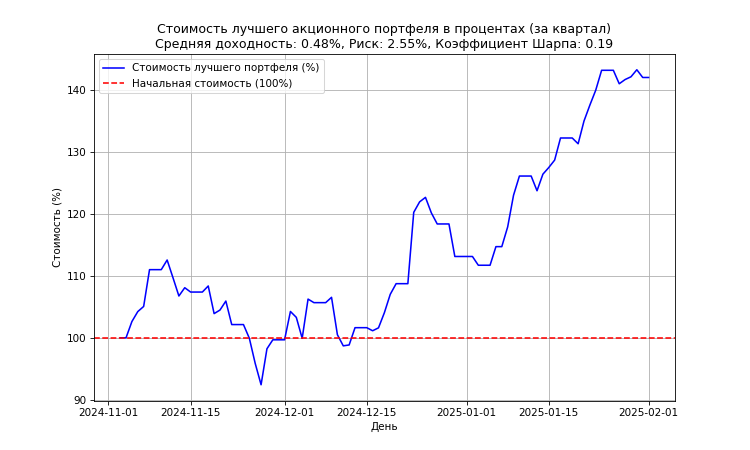 Стоимость лучшего акционного портфеля в процентах (за квартал)
Средняя доходность: 0.48%, Риск: 2.55%, Коэффициент Шарпа: 0.19
Стоимость лучшего портфеля (%)
Начальная стоимость (100%)
Стоимость (%)
140
130
120
110
100
90
2024-11-01 2024-11-15 2024-12-01 2024-12-15 2025-01-01 2025-01-15 2025-02-01
День